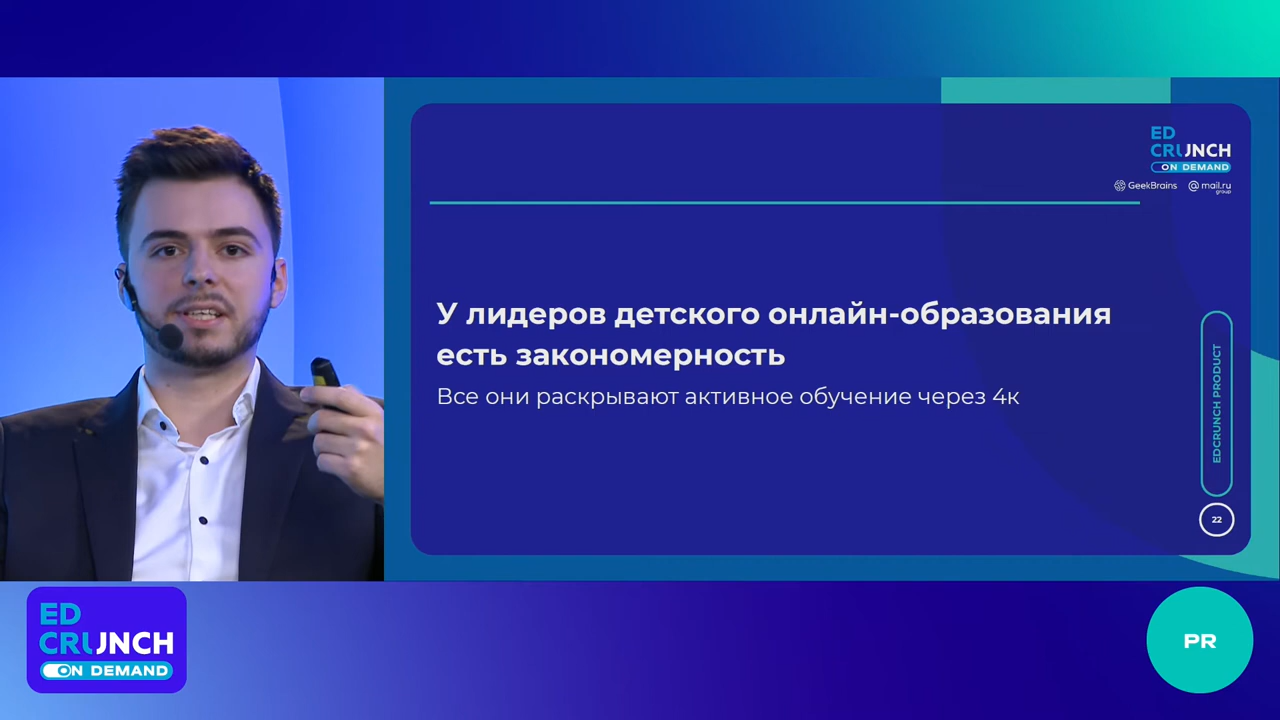 ED
CRUNCH
ON DEMAND
GeekBrains @mail.ru
group
У лидеров детского онлайн-образования
есть закономерность
Все они раскрывают активное обучение через 4к
EDCRUNCH PRODUCT
22
ED
CRUNCH
ON DEMAND
PR